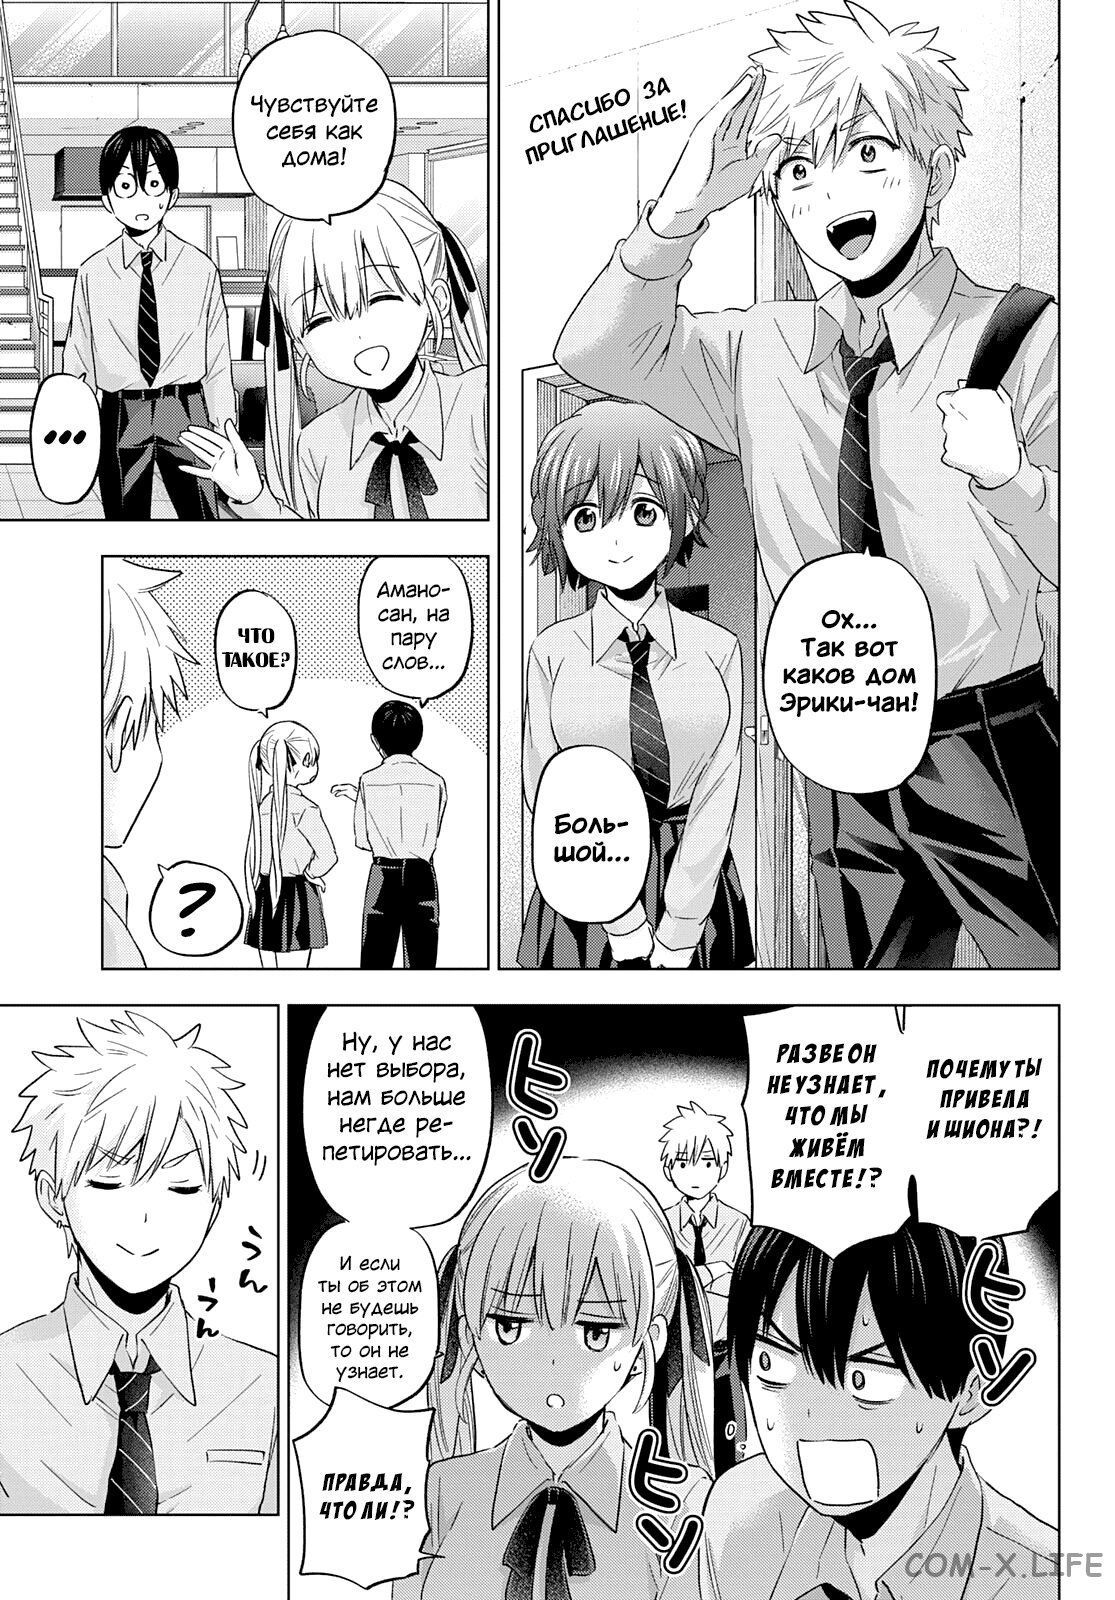 СПАСИБО ЗА
ПРИГЛАШЕНИЕ!
Ох...
Так вот
каков дом
Эрики-чан!
Боль-
шой...
Чувствуйте
себя как
дома!
...
Амано-
сан, на
пару
слов...
ЧТО
ТАКОЕ?
?
ПОЧЕМУ ТЫ
ПРИВЕЛА
И ШИОНА?!
РАЗВЕ ОН
НЕ УЗНАЕТ,
ЧТО МЫ
ЖИВЁМ
ВМЕСТЕ!?
Ну, у нас
нет выбора,
нам больше
негде ре-
петировать...
И если
ты об этом
не будешь
говорить,
то он не
узнает.
ПРАВДА,
ЧТО ЛИ!?
ヒソ
ヒソ
ヒソ
うん
うん
COM-X.LIFE